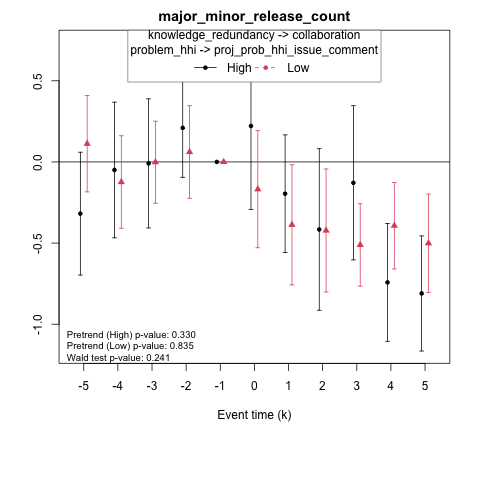 major_minor_release_count
knowledge_redundancy -> collaboration
problem_hhi -> proj_prob_hhi_issue_comment
High Low
0.5
0.0
-0.5
-1.0
Pretrend (High) p-value: 0.330
Pretrend (Low) p-value: 0.835
Wald test p-value: 0.241
-5 -4 -3 -2 -1 0 1 2 3 4 5
Event time (k)